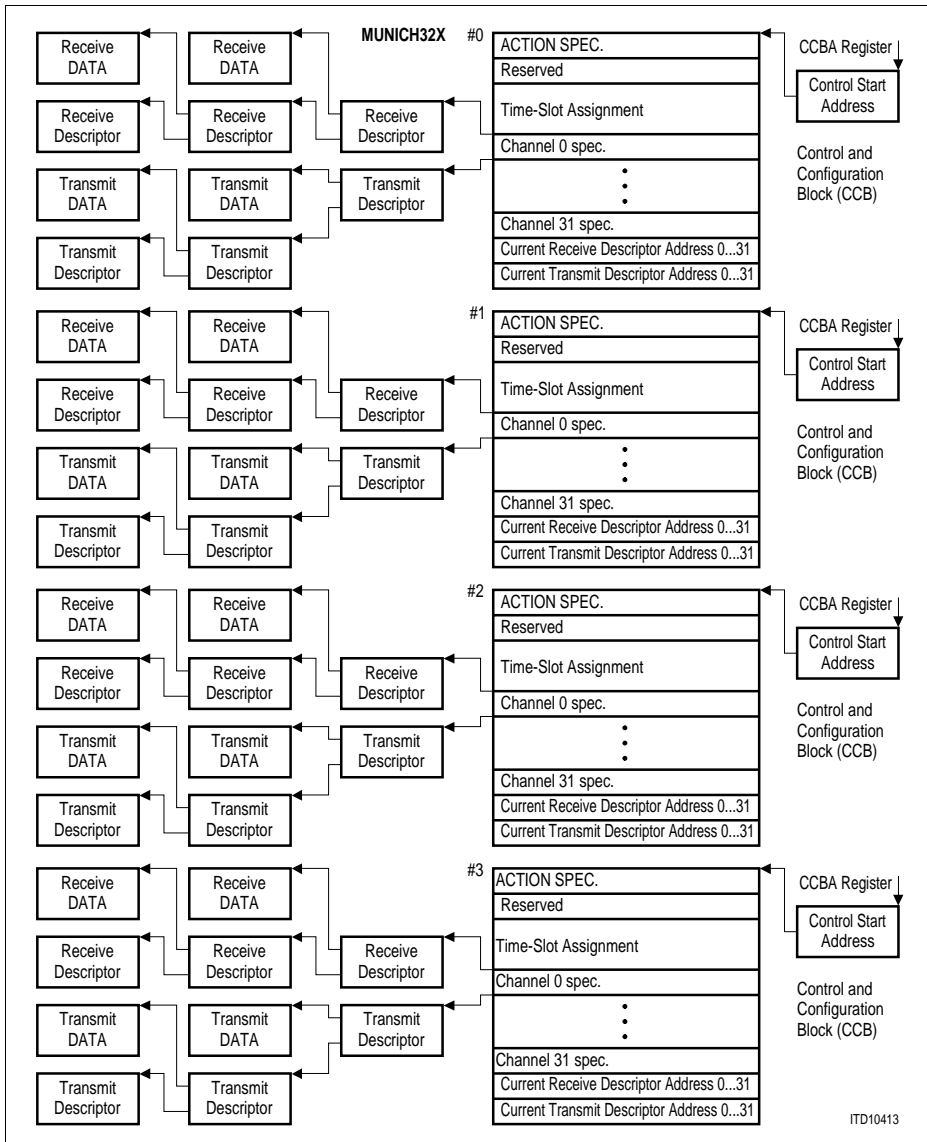 MUNICH32X
#0
Receive
DATA
Receive
DATA
Receive
Descriptor
Receive
Descriptor
Receive
Descriptor
Transmit
DATA
Transmit
DATA
Transmit
Descriptor
Transmit
Descriptor
Transmit
Descriptor
ACTION SPEC.
Reserved
Time-Slot Assignment
Channel 0 spec.
Channel 31 spec.
Current Receive Descriptor Address 0...31
Current Transmit Descriptor Address 0...31
CCBA Register
Control Start
Address
Control and
Configuration
Block (CCB)
#1
Receive
DATA
Receive
DATA
Receive
Descriptor
Receive
Descriptor
Receive
Descriptor
Transmit
DATA
Transmit
DATA
Transmit
Descriptor
Transmit
Descriptor
Transmit
Descriptor
ACTION SPEC.
Reserved
Time-Slot Assignment
Channel 0 spec.
Channel 31 spec.
Current Receive Descriptor Address 0...31
Current Transmit Descriptor Address 0...31
CCBA Register
Control Start
Address
Control and
Configuration
Block (CCB)
#2
Receive
DATA
Receive
DATA
Receive
Descriptor
Receive
Descriptor
Receive
Descriptor
Transmit
DATA
Transmit
DATA
Transmit
Descriptor
Transmit
Descriptor
Transmit
Descriptor
ACTION SPEC.
Reserved
Time-Slot Assignment
Channel 0 spec.
Channel 31 spec.
Current Receive Descriptor Address 0...31
Current Transmit Descriptor Address 0...31
CCBA Register
Control Start
Address
Control and
Configuration
Block (CCB)
#3
Receive
DATA
Receive
DATA
Receive
Descriptor
Receive
Descriptor
Receive
Descriptor
Transmit
DATA
Transmit
DATA
Transmit
Descriptor
Transmit
Descriptor
Transmit
Descriptor
ACTION SPEC.
Reserved
Time-Slot Assignment
Channel 0 spec.
Channel 31 spec.
Current Receive Descriptor Address 0...31
Current Transmit Descriptor Address 0...31
CCBA Register
Control Start
Address
Control and
Configuration
Block (CCB)
ITD10413